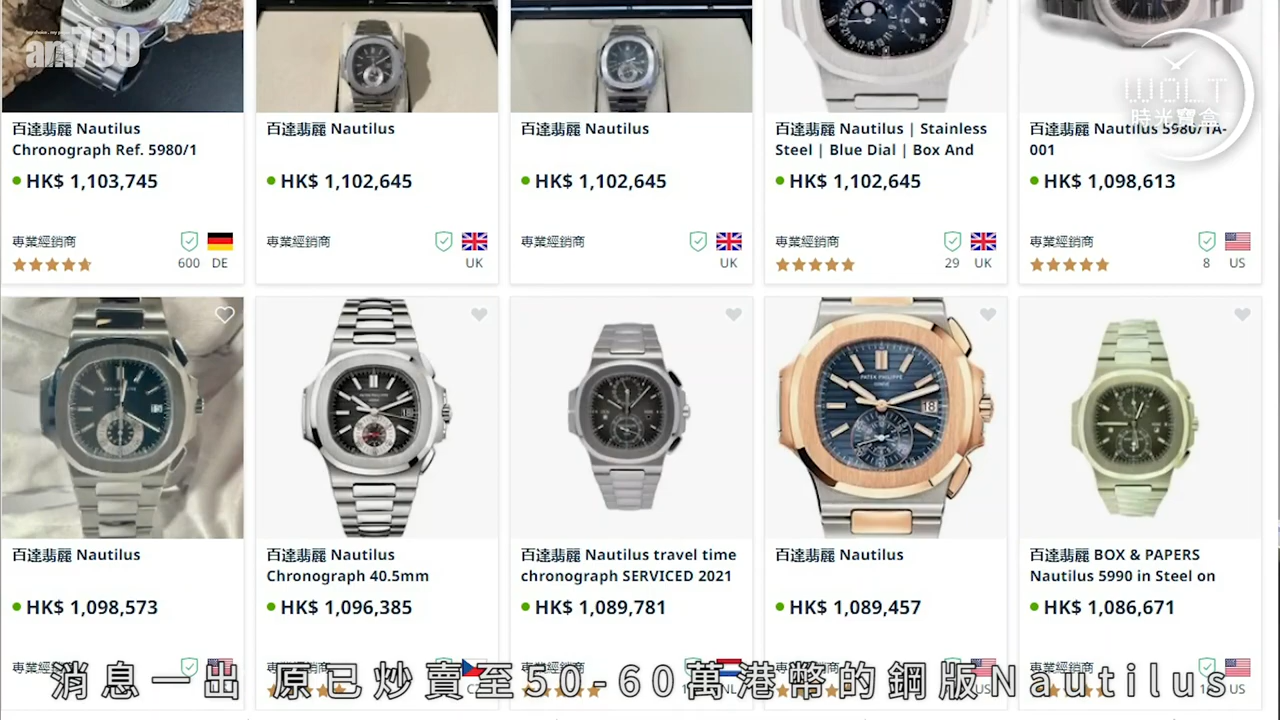 am730
WOLT
時光寶盒
百達翡麗 Nautilus
Chronograph Ref. 5980/1
HK$ 1,103,745
専業經銷商
600 DE
百達翡麗 Nautilus
HK$ 1,102,645
専業經銷商
UK
百達翡麗 Nautilus
HK$ 1,102,645
専業經銷商
UK
百達翡麗 Nautilus | Stainless
Steel | Blue Dial | Box And
HK$ 1,102,645
専業經銷商
29 UK
百達翡麗 Nautilus 5980/1A-
001
HK$ 1,098,613
専業經銷商
8 US
百達翡麗 Nautilus
HK$ 1,098,573
百達翡麗 Nautilus
Chronograph 40.5mm
HK$ 1,096,385
百達翡麗 Nautilus travel time
chronograph SERVICED 2021
HK$ 1,089,781
PATEK PHILIPPE
GENEVE
18
百達翡麗 Nautilus
HK$ 1,089,457
百達翡麗 BOX & PAPERS
Nautilus 5990 in Steel on
HK$ 1,086,671
消息一出 原已炒賣至50-60萬港幣的鋼版Nautilus